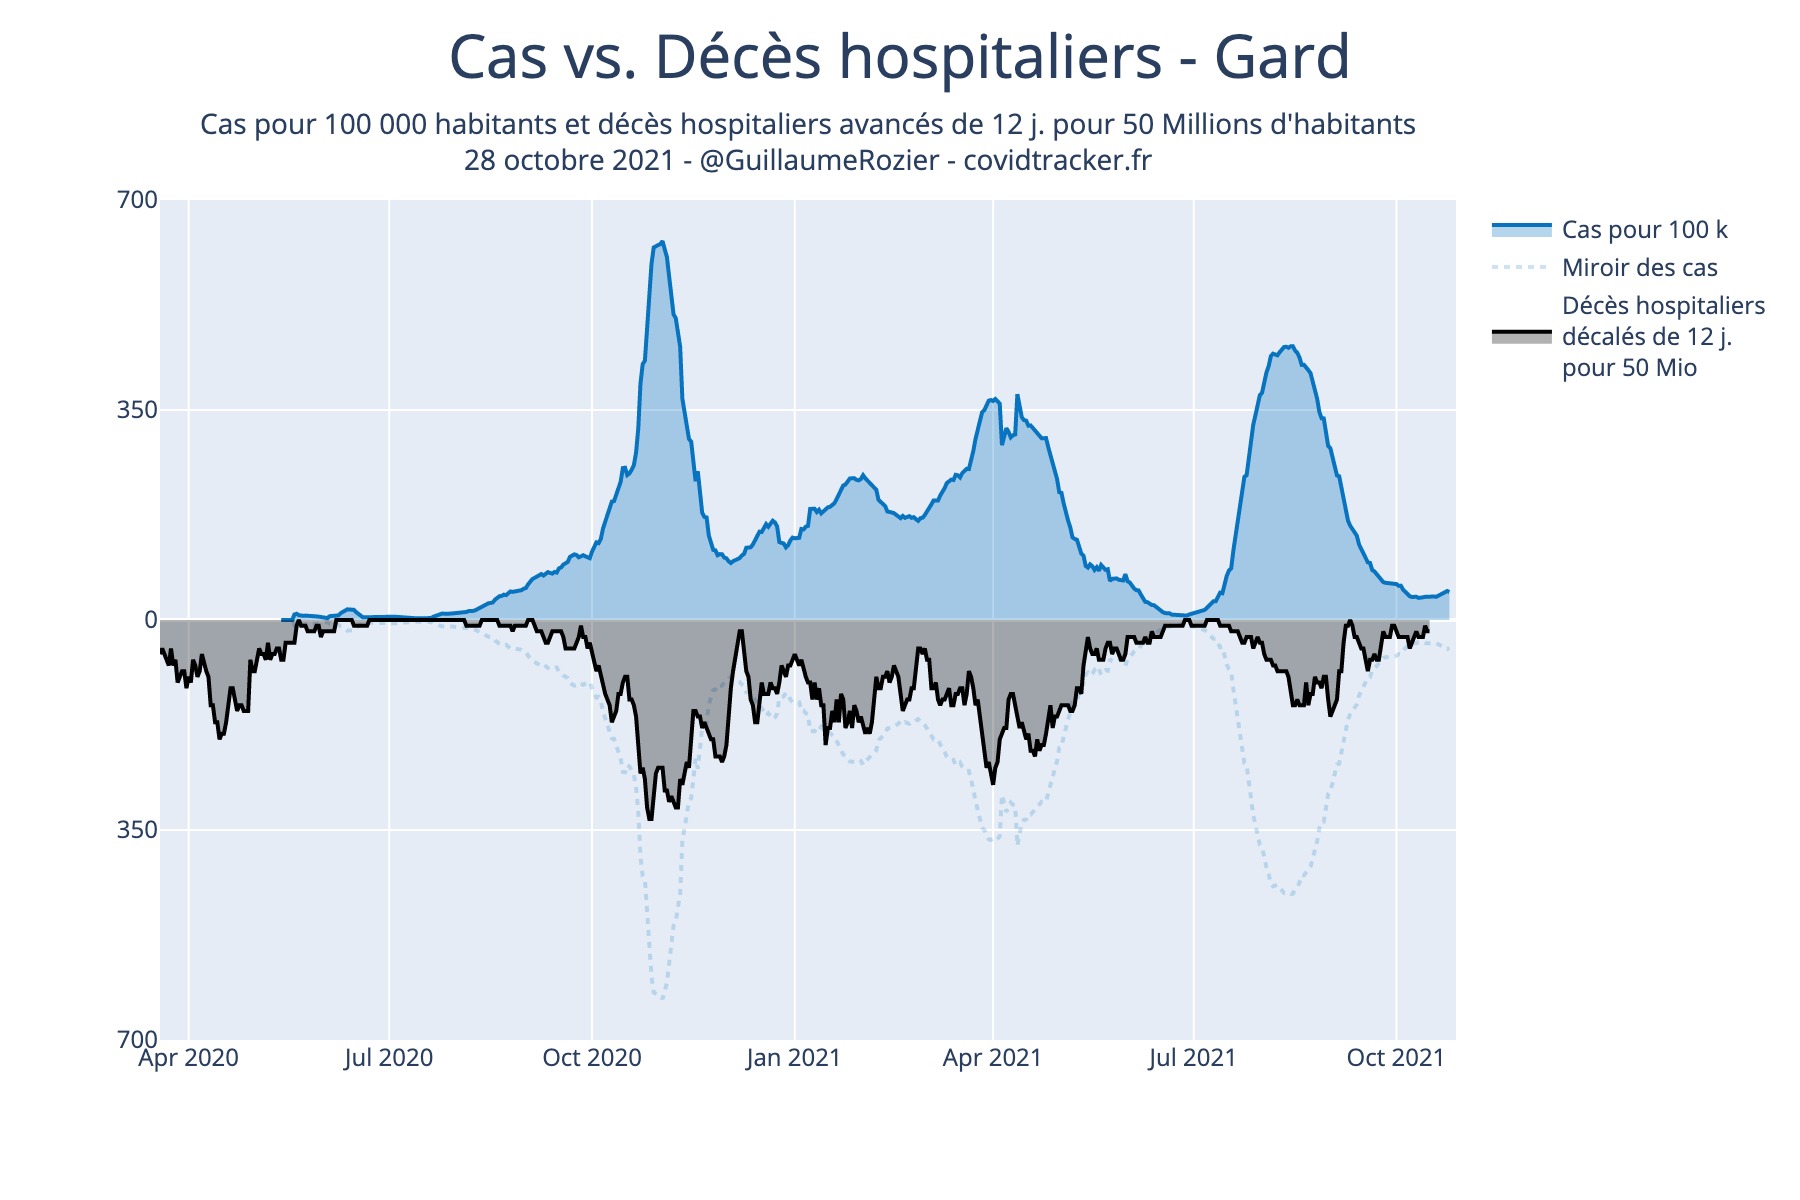 Cas vs. Décès hospitaliers - Gard
Cas pour 100 000 habitants et décès hospitaliers avancés de 12 j. pour 50 Millions d'habitants
28 octobre 2021 - @GuillaumeRozier - covidtracker.fr
700
350
0
350
700
Apr 2020
Jul 2020
Oct 2020
Jan 2021
Apr 2021
Jul 2021
Oct 2021
Cas pour 100 k
Miroir des cas
Décès hospitaliers
décalés de 12 j.
pour 50 Mio